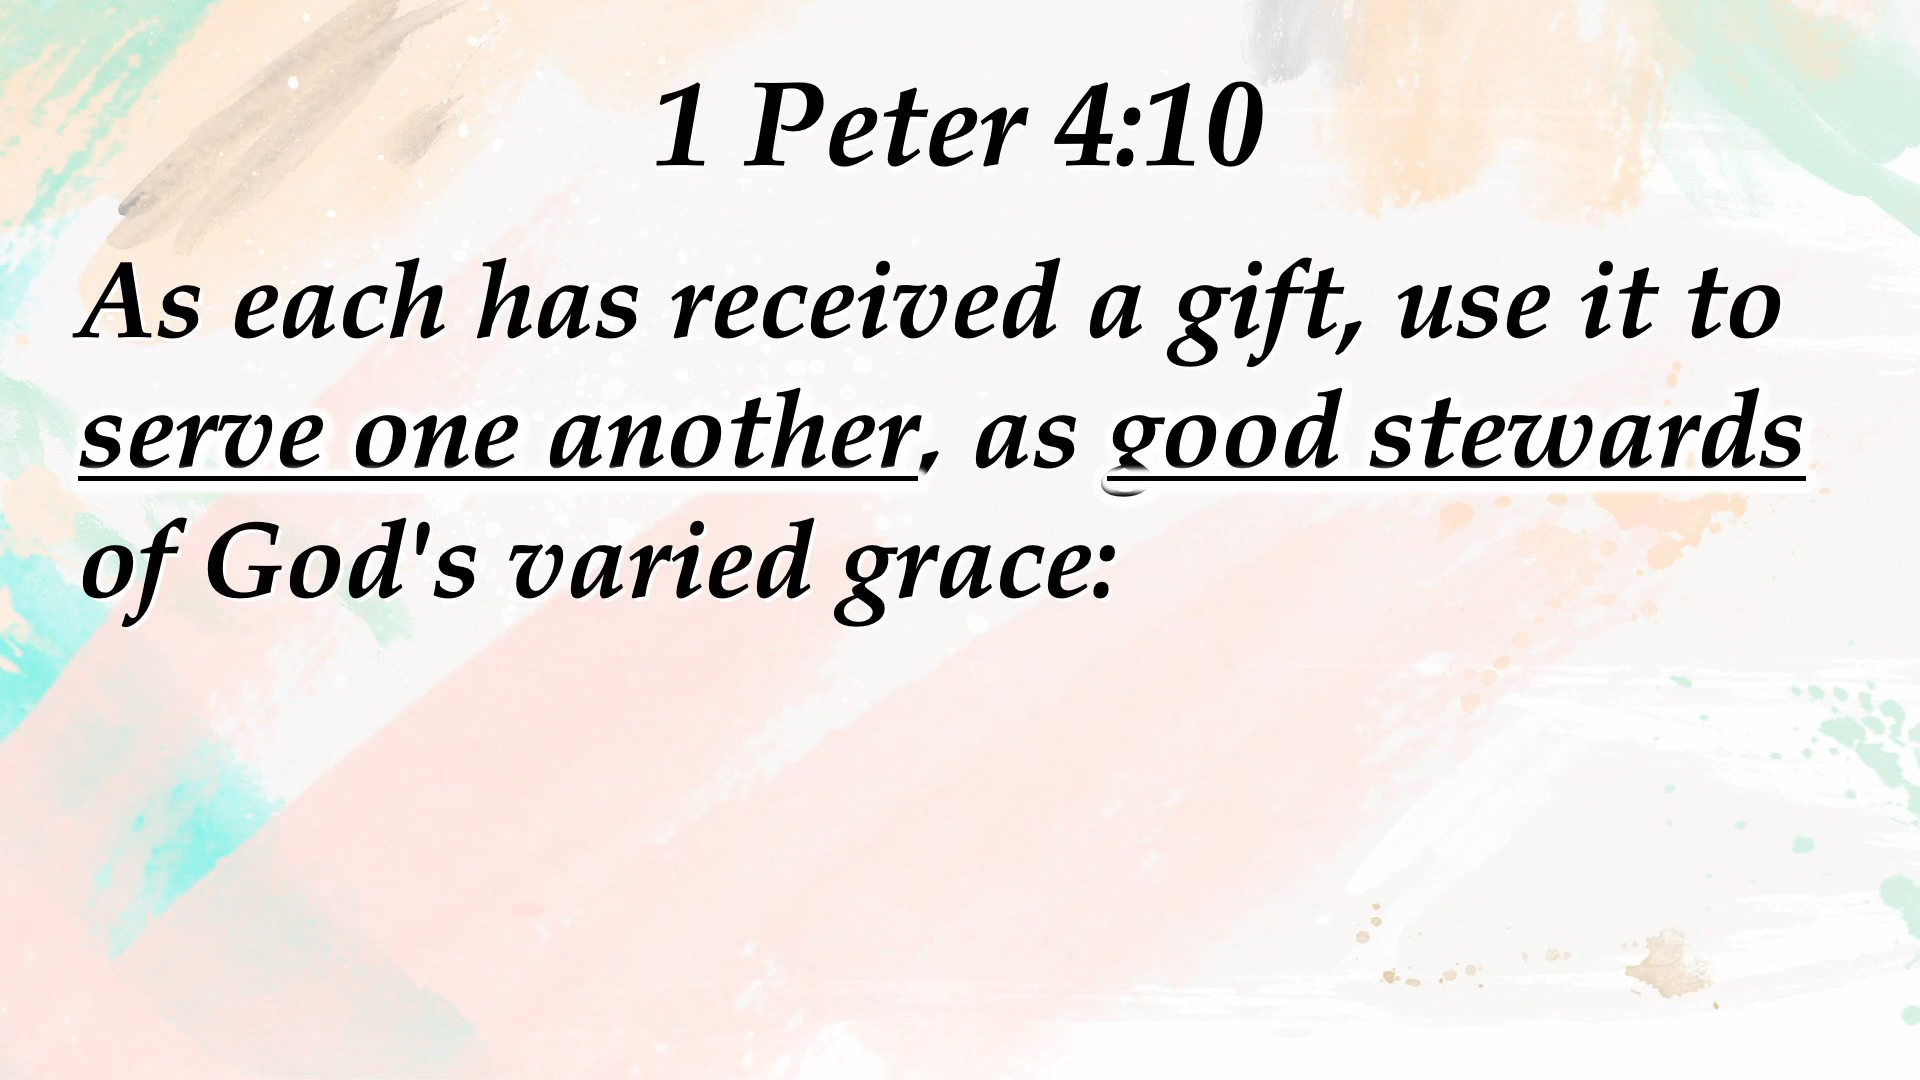 1 Peter 4:10
As each has received a gift, use it to
serve one another, as good stewards
of God's varied grace: